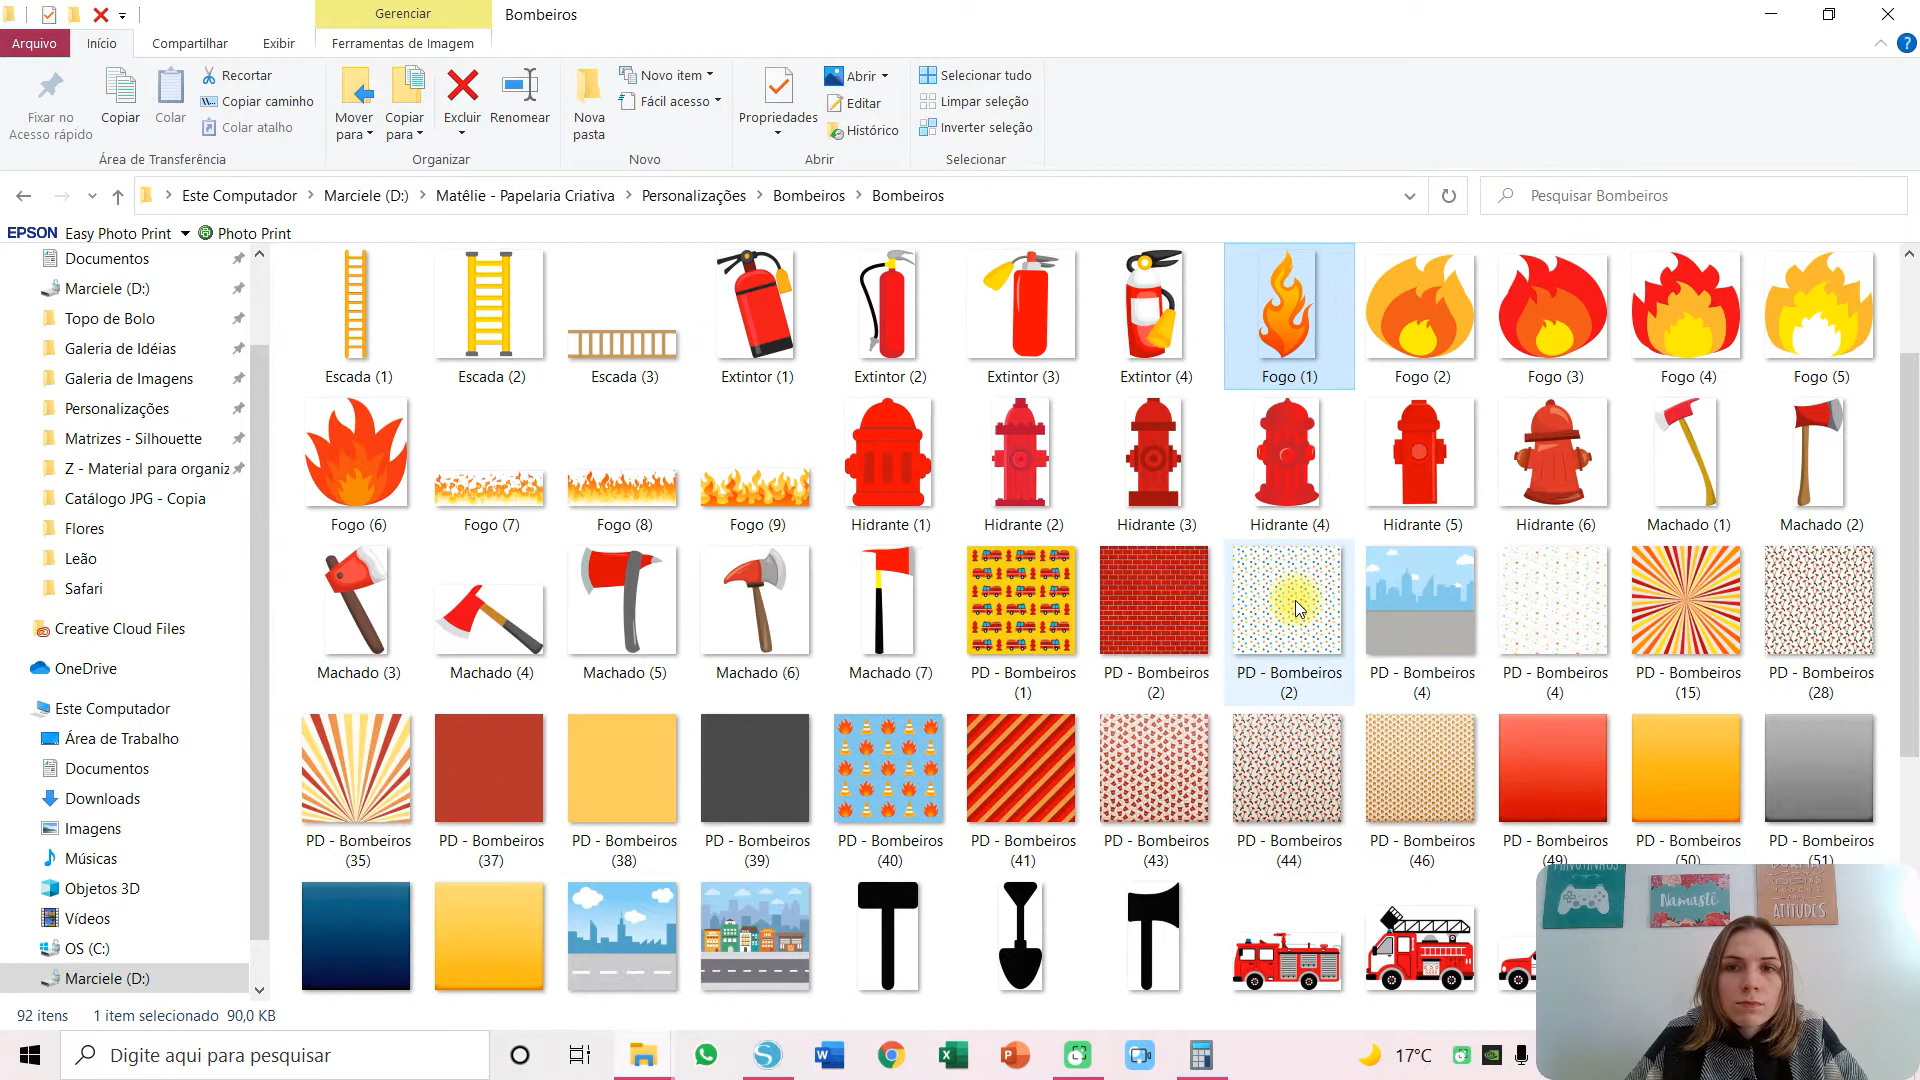 Gerenciar
Bombeiros
Arquivo
Início
Compartilhar
Exibir
Ferramentas de Imagem
Fixar no
Acesso rápido
Copiar
Colar
Recortar
Copiar caminho
Colar atalho
Mover
para
Copiar
para
Excluir
Renomear
Nova
pasta
Novo item
Fácil acesso
Propriedades
Abrir
Editar
Histórico
Selecionar tudo
Limpar seleção
Inverter seleção
Área de Transferência
Organizar
Novo
Abrir
Selecionar
Este Computador
Marciele (D:)
Matêlie - Papelaria Criativa
Personalizações
Bombeiros
Bombeiros
Pesquisar Bombeiros
EPSON Easy Photo Print
Photo Print
Documentos
Marciele (D:)
Topo de Bolo
Galeria de Idéias
Galeria de Imagens
Personalizações
Matrizes - Silhouette
Z - Material para organiz
Catálogo JPG - Copia
Flores
Leão
Safari
Creative Cloud Files
OneDrive
Este Computador
Área de Trabalho
Documentos
Downloads
Imagens
Músicas
Objetos 3D
Vídeos
OS (C:)
Marciele (D:)
Escada (1)
Escada (2)
Escada (3)
Extintor (1)
Extintor (2)
Extintor (3)
Extintor (4)
Fogo (1)
Fogo (2)
Fogo (3)
Fogo (4)
Fogo (5)
Fogo (6)
Fogo (7)
Fogo (8)
Fogo (9)
Hidrante (1)
Hidrante (2)
Hidrante (3)
Hidrante (4)
Hidrante (5)
Hidrante (6)
Machado (1)
Machado (2)
Machado (3)
Machado (4)
Machado (5)
Machado (6)
Machado (7)
PD - Bombeiros
(1)
PD - Bombeiros
(2)
PD - Bombeiros
(2)
PD - Bombeiros
(4)
PD - Bombeiros
(4)
PD - Bombeiros
(15)
PD - Bombeiros
(28)
PD - Bombeiros
(35)
PD - Bombeiros
(37)
PD - Bombeiros
(38)
PD - Bombeiros
(39)
PD - Bombeiros
(40)
PD - Bombeiros
(41)
PD - Bombeiros
(43)
PD - Bombeiros
(44)
PD - Bombeiros
(46)
PD - Bombeiros
(49)
PD - Bombeiros
(50)
PD - Bombeiros
(51)
Namastê
ATITUDES
92 itens
1 item selecionado 90,0 KB
Digite aqui para pesquisar
17°C